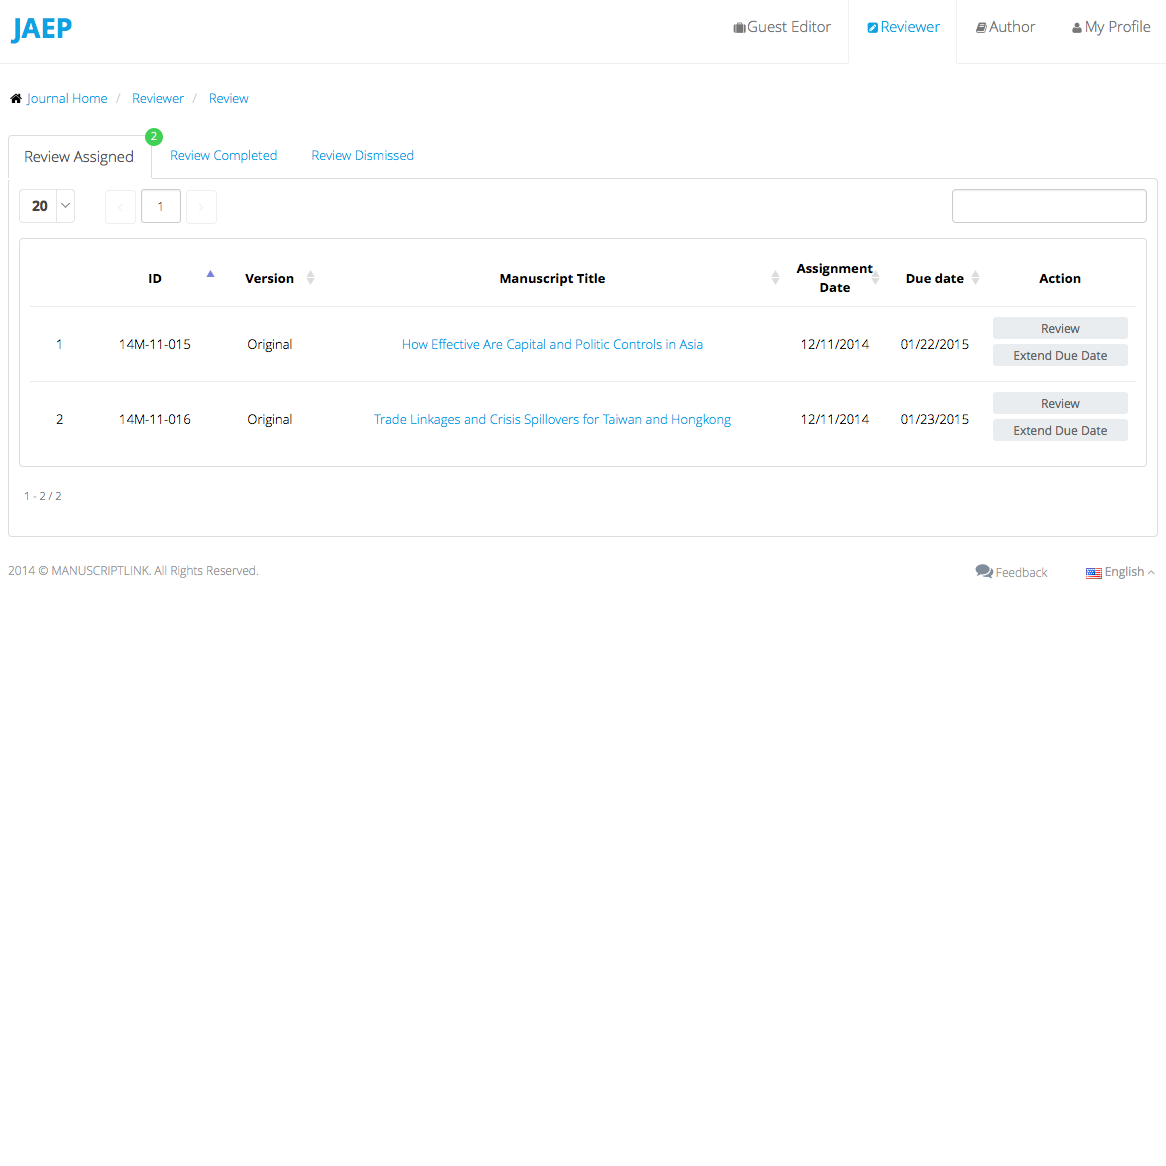 JAEP
Guest Editor
Reviewer
Author
My Profile
Journal Home / Reviewer / Review
Review Assigned
2
Review Completed
Review Dismissed
20
< 1 >
ID Version Manuscript Title Assignment Date Due date Action
1 14M-11-015 Original How Effective Are Capital and Politic Controls in Asia 12/11/2014 01/22/2015 Review
Extend Due Date
2 14M-11-016 Original Trade Linkages and Crisis Spillovers for Taiwan and Hongkong 12/11/2014 01/23/2015 Review
Extend Due Date
1 - 2 / 2
2014 © MANUSCRIPTLINK. All Rights Reserved.
Feedback
English